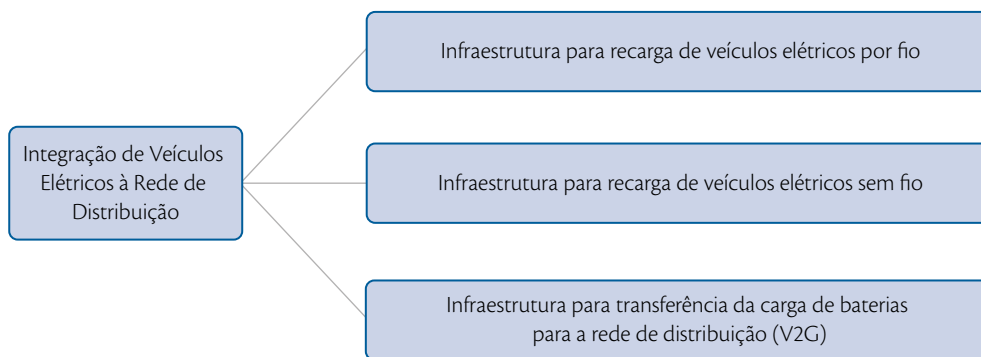 Infraestrutura para recarga de veículos elétricos por fio
Integração de Veículos
Elétricos à Rede de
Distribuição
Infraestrutura para recarga de veículos elétricos sem fio
Infraestrutura para transferência da carga de baterias
para a rede de distribuição (V2G)